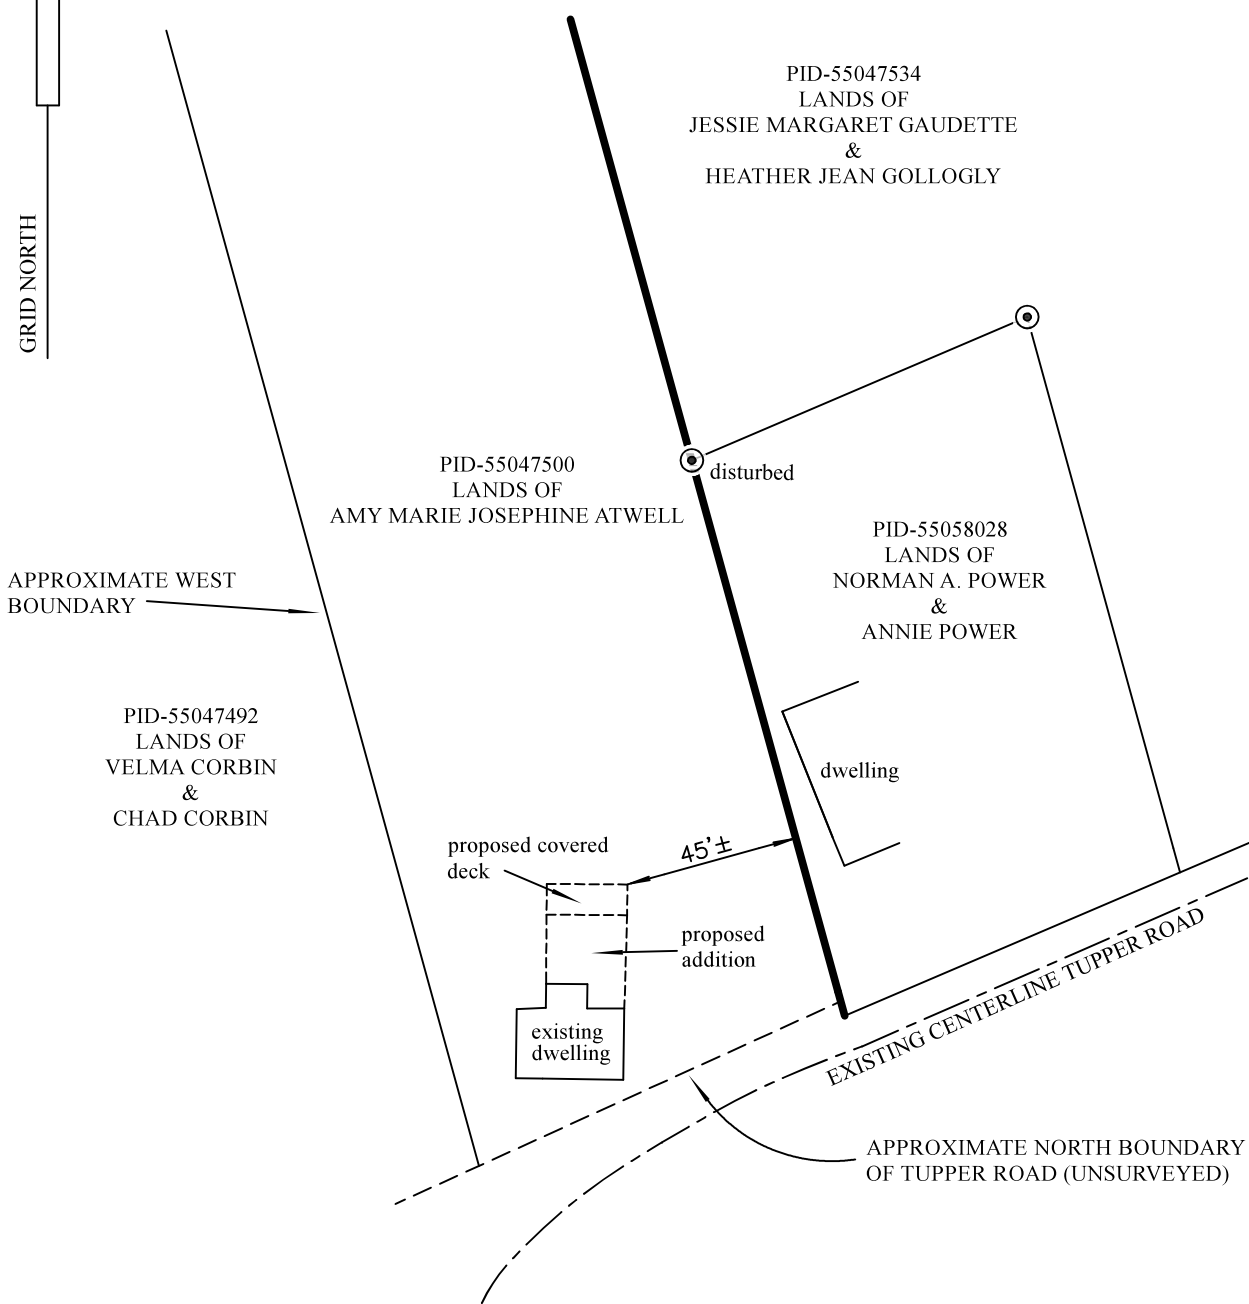 PID-55047534
LANDS OF
JESSIE MARGARET GAUDETTE
&
HEATHER JEAN GOLLOGLY
GRID NORTH
PID-55047500
LANDS OF
AMY MARIE JOSEPHINE ATWELL
disturbed
PID-55058028
LANDS OF
NORMAN A. POWER
&
ANNIE POWER
APPROXIMATE WEST
BOUNDARY
PID-55047492
LANDS OF
VELMA CORBIN
&
CHAD CORBIN
dwelling
45'±
proposed covered
deck
proposed
addition
existing
dwelling
EXISTING CENTERLINE TUPPER ROAD
APPROXIMATE NORTH BOUNDARY
OF TUPPER ROAD (UNSURVEYED)